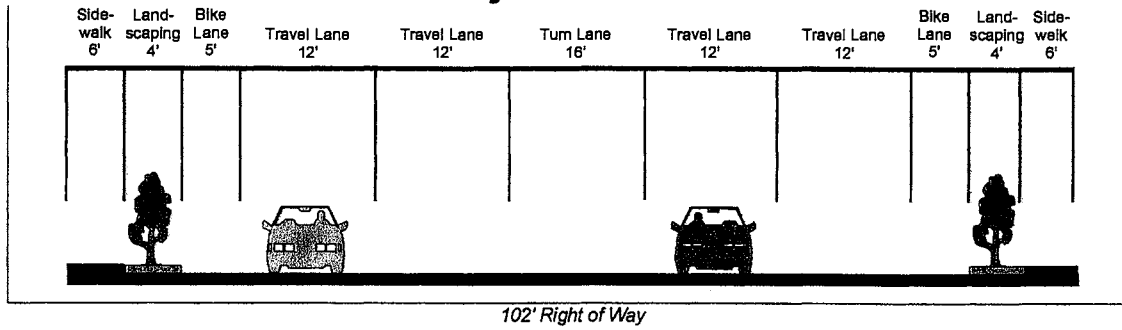 Side-
walk
6'
Land-
scaping
4'
Bike
Lane
5'
Travel Lane
12'
Travel Lane
12'
Turn Lane
16'
Travel Lane
12'
Travel Lane
12'
Bike
Lane
5'
Land-
scaping
4'
Side-
walk
6'
102' Right of Way